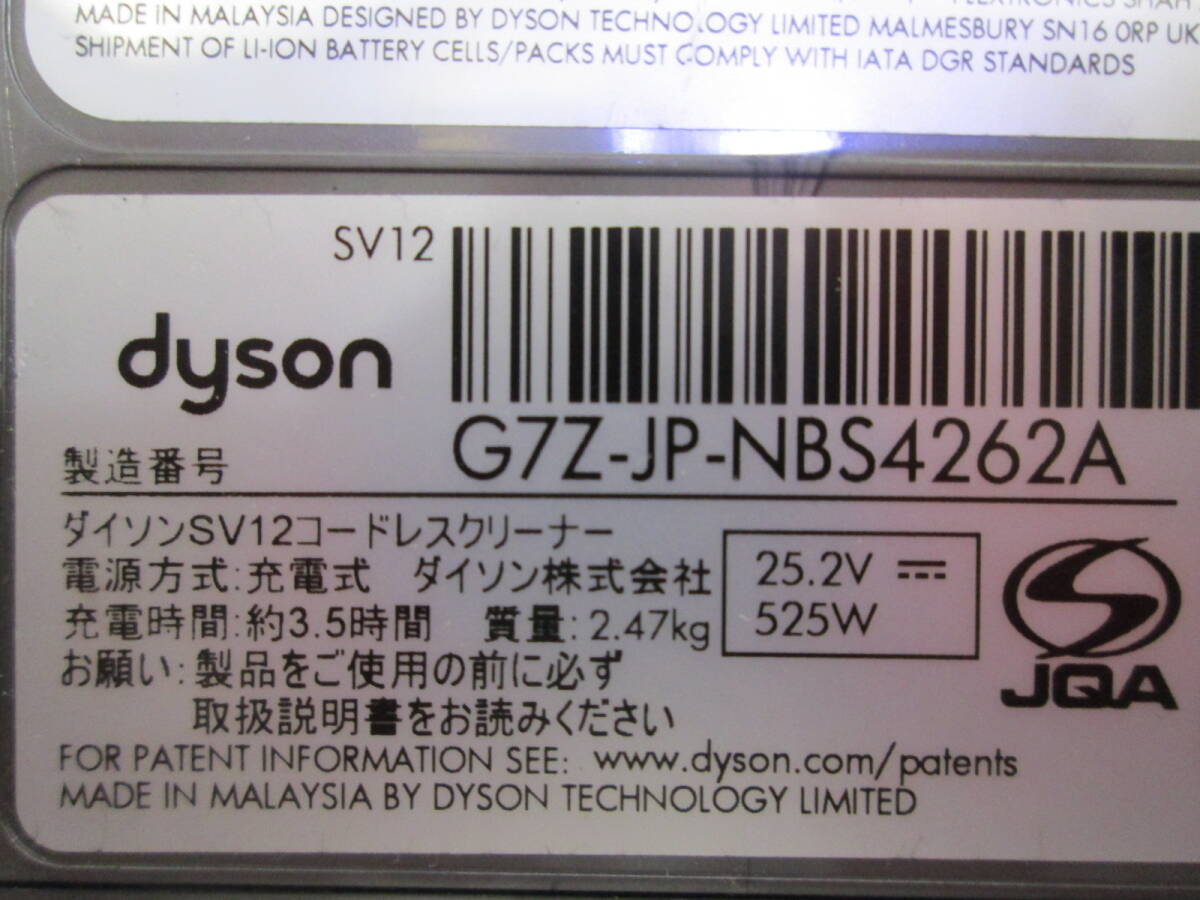 FLEXTRONICS SHAH
MADE IN MALAYSIA DESIGNED BY DYSON TECHNOLOGY LIMITED MALMESBURY SN16 0RP UK
SHIPMENT OF LI-ION BATTERY CELLS/PACKS MUST COMPLY WITH IATA DGR STANDARDS
SV12
dyson
製造番号 G7Z-JP-NBS4262A
ダイソンSV12コードレスクリーナー
電源方式:充電式 ダイソン株式会社
充電時間:約3.5時間 質量:2.47kg
25.2V
525W
JQA
お願い:製品をご使用の前に必ず
取扱説明書をお読みください
FOR PATENT INFORMATION SEE: www.dyson.com/patents
MADE IN MALAYSIA BY DYSON TECHNOLOGY LIMITED